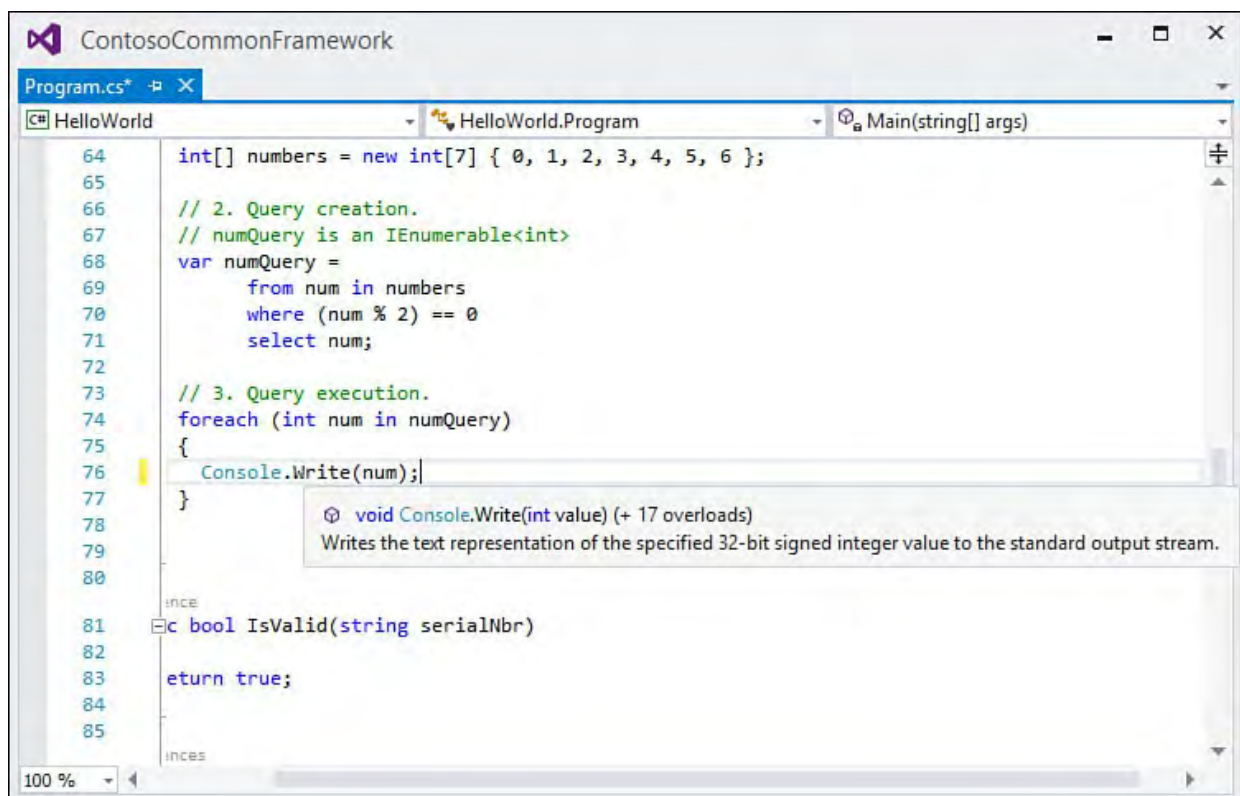 ContosoCommonFramework
Program.cs*
C# HelloWorld HelloWorld.Program Main(string[] args)
64 int[] numbers = new int[7] { 0, 1, 2, 3, 4, 5, 6 };
65
66 // 2. Query creation.
67 // numQuery is an IEnumerable<int>
68 var numQuery =
69 from num in numbers
70 where (num % 2) == 0
71 select num;
72
73 // 3. Query execution.
74 foreach (int num in numQuery)
75 {
76 Console.Write(num);
77 }
void Console.Write(int value) (+ 17 overloads)
78
Writes the text representation of the specified 32-bit signed integer value to the standard output stream.
79
80
ence
81 c bool IsValid(string serialNbr)
82
83 eturn true;
84
85
ences
100 %